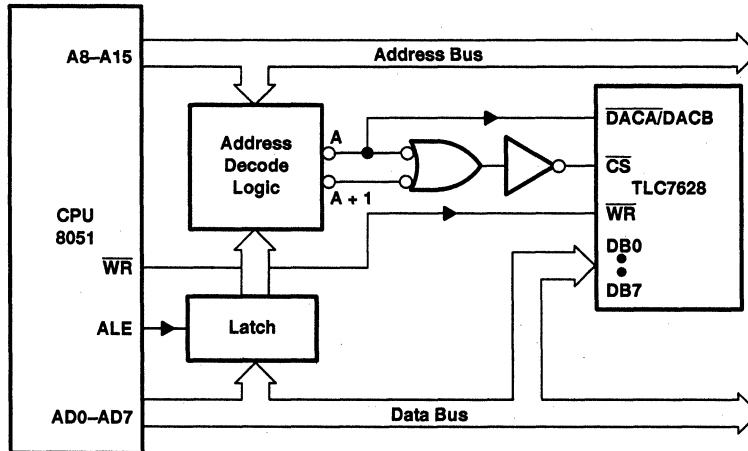 A8–A15
Address Bus
Address
Decode
Logic
A
A + 1
DACA/DACB
CS
TLC7628
WR
DB0
DB7
CPU
8051
WR
ALE
Latch
AD0–AD7
Data Bus